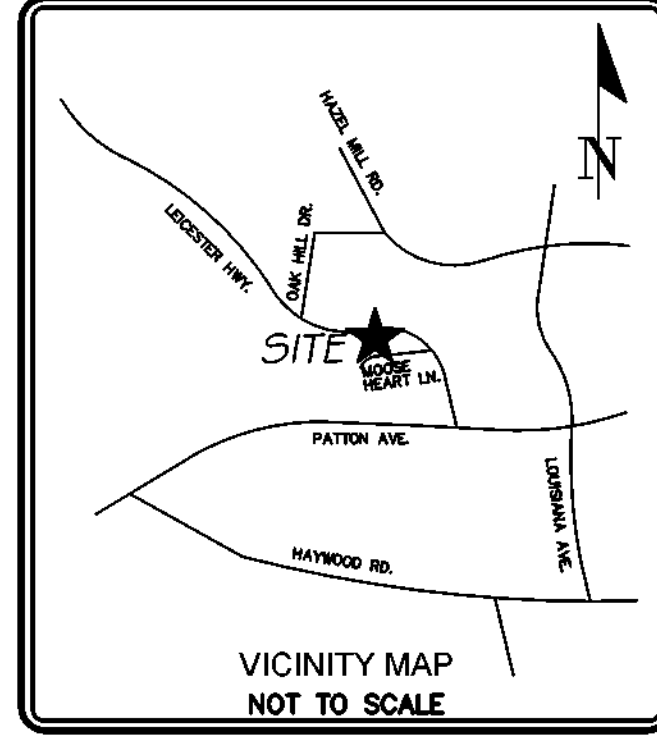 HAZEL MILL RD.
N
LEICESTER HWY.
OAK HILL DR.
SITE
MOOSE
HEART LN.
PATTON AVE.
LOUISIANA AVE.
HAYWOOD RD.
VICINITY MAP
NOT TO SCALE